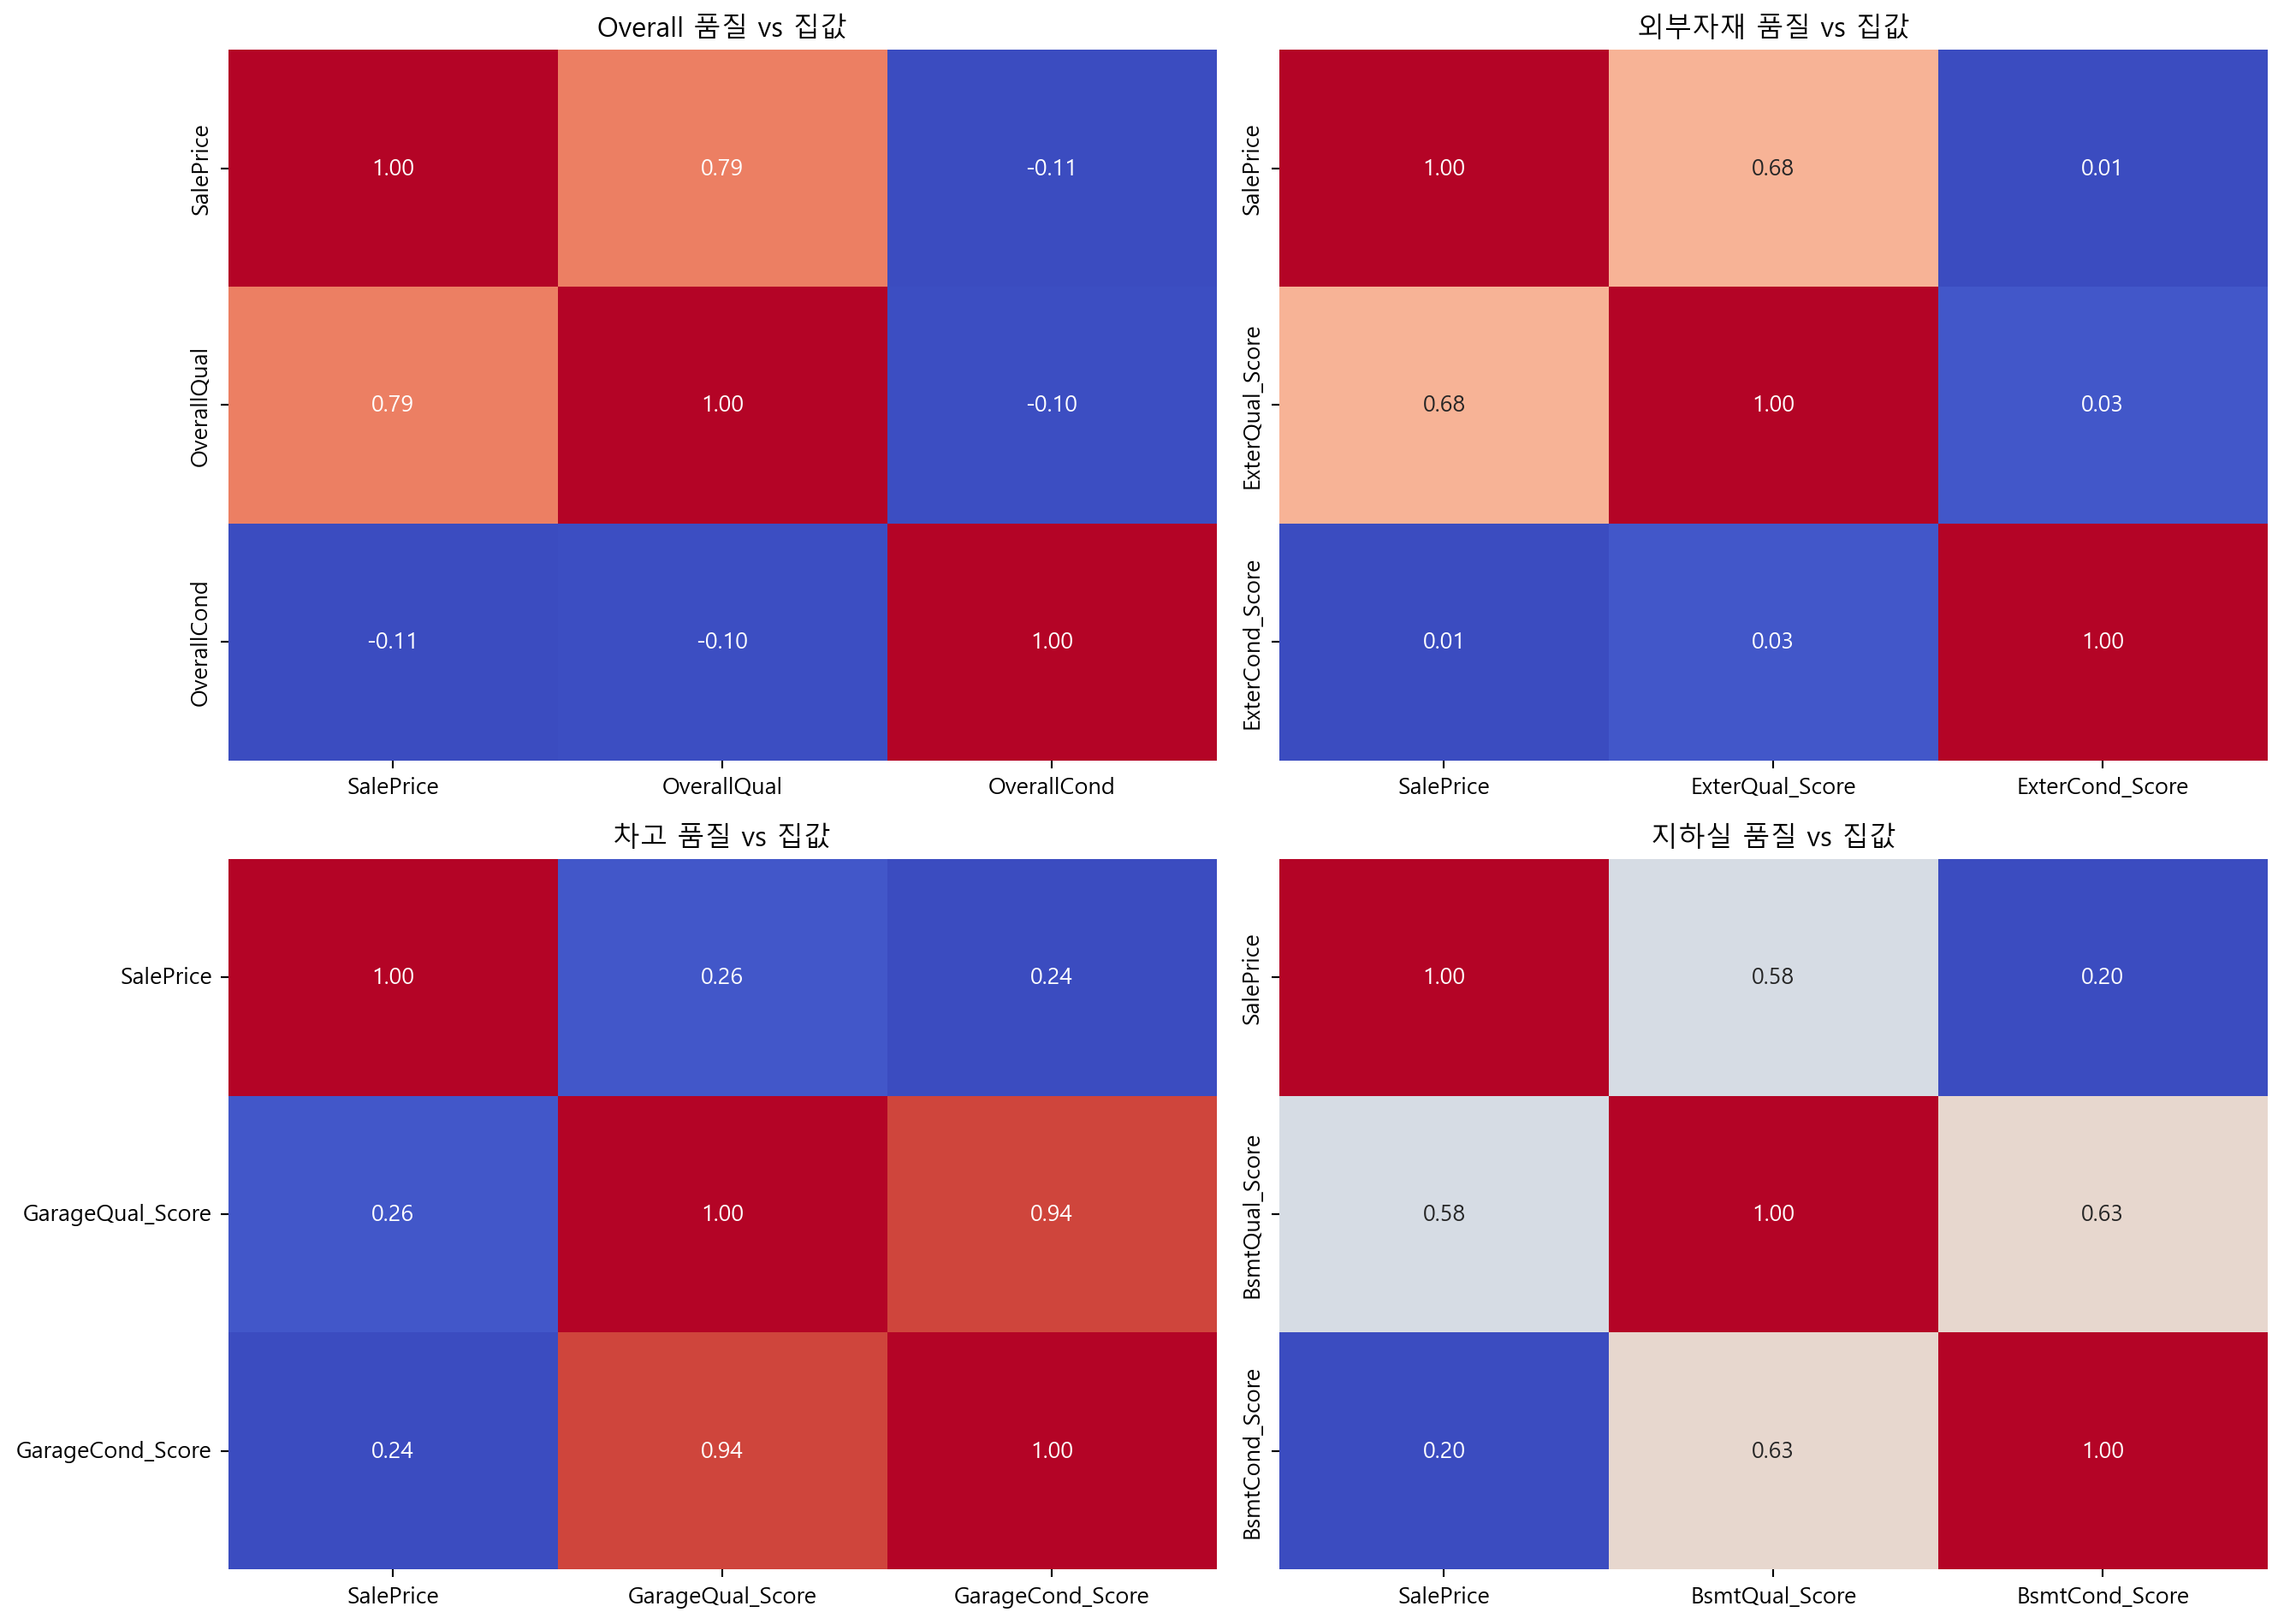 Overall 품질 vs 집값
SalePrice
1.00
0.79
-0.11
OverallQual
0.79
1.00
-0.10
OverallCond
-0.11
-0.10
1.00
SalePrice
OverallQual
OverallCond
외부자재 품질 vs 집값
SalePrice
1.00
0.68
0.01
ExterQual_Score
0.68
1.00
0.03
ExterCond_Score
0.01
0.03
1.00
SalePrice
ExterQual_Score
ExterCond_Score
차고 품질 vs 집값
SalePrice
1.00
0.26
0.24
GarageQual_Score
0.26
1.00
0.94
GarageCond_Score
0.24
0.94
1.00
SalePrice
GarageQual_Score
GarageCond_Score
지하실 품질 vs 집값
SalePrice
1.00
0.58
0.20
BsmtQual_Score
0.58
1.00
0.63
BsmtCond_Score
0.20
0.63
1.00
SalePrice
BsmtQual_Score
BsmtCond_Score